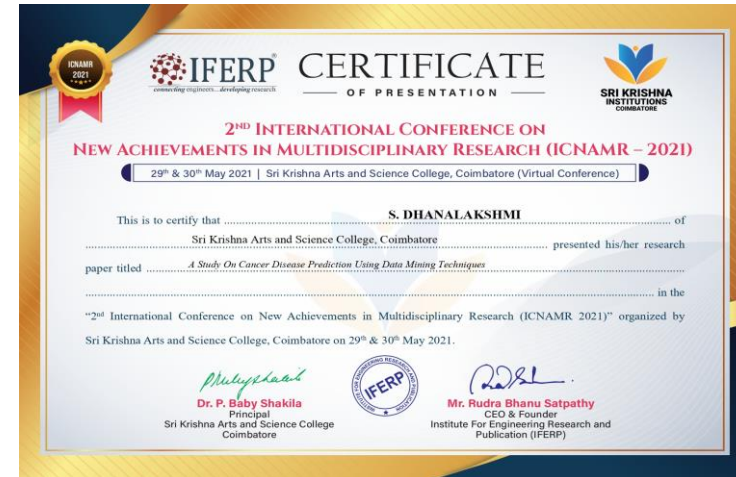 ICNAMR
2021
IFERP®
connecting engineers...developing research
CERTIFICATE
OF PRESENTATION
SRI KRISHNA
INSTITUTIONS
COIMBATORE
2ND INTERNATIONAL CONFERENCE ON
NEW ACHIEVEMENTS IN MULTIDISCIPLINARY RESEARCH (ICNAMR – 2021)
29th & 30th May 2021 | Sri Krishna Arts and Science College, Coimbatore (Virtual Conference)
This is to certify that S. DHANALAKSHMI of
Sri Krishna Arts and Science College, Coimbatore presented his/her research
paper titled A Study On Cancer Disease Prediction Using Data Mining Techniques
in the
“2nd International Conference on New Achievements in Multidisciplinary Research (ICNAMR 2021)” organized by
Sri Krishna Arts and Science College, Coimbatore on 29th & 30th May 2021.
INSTITUTE FOR ENGINEERING RESEARCH AND PUBLICATION
IFERP
Dr. P. Baby Shakila
Principal
Sri Krishna Arts and Science College
Coimbatore
Mr. Rudra Bhanu Satpathy
CEO & Founder
Institute For Engineering Research and
Publication (IFERP)